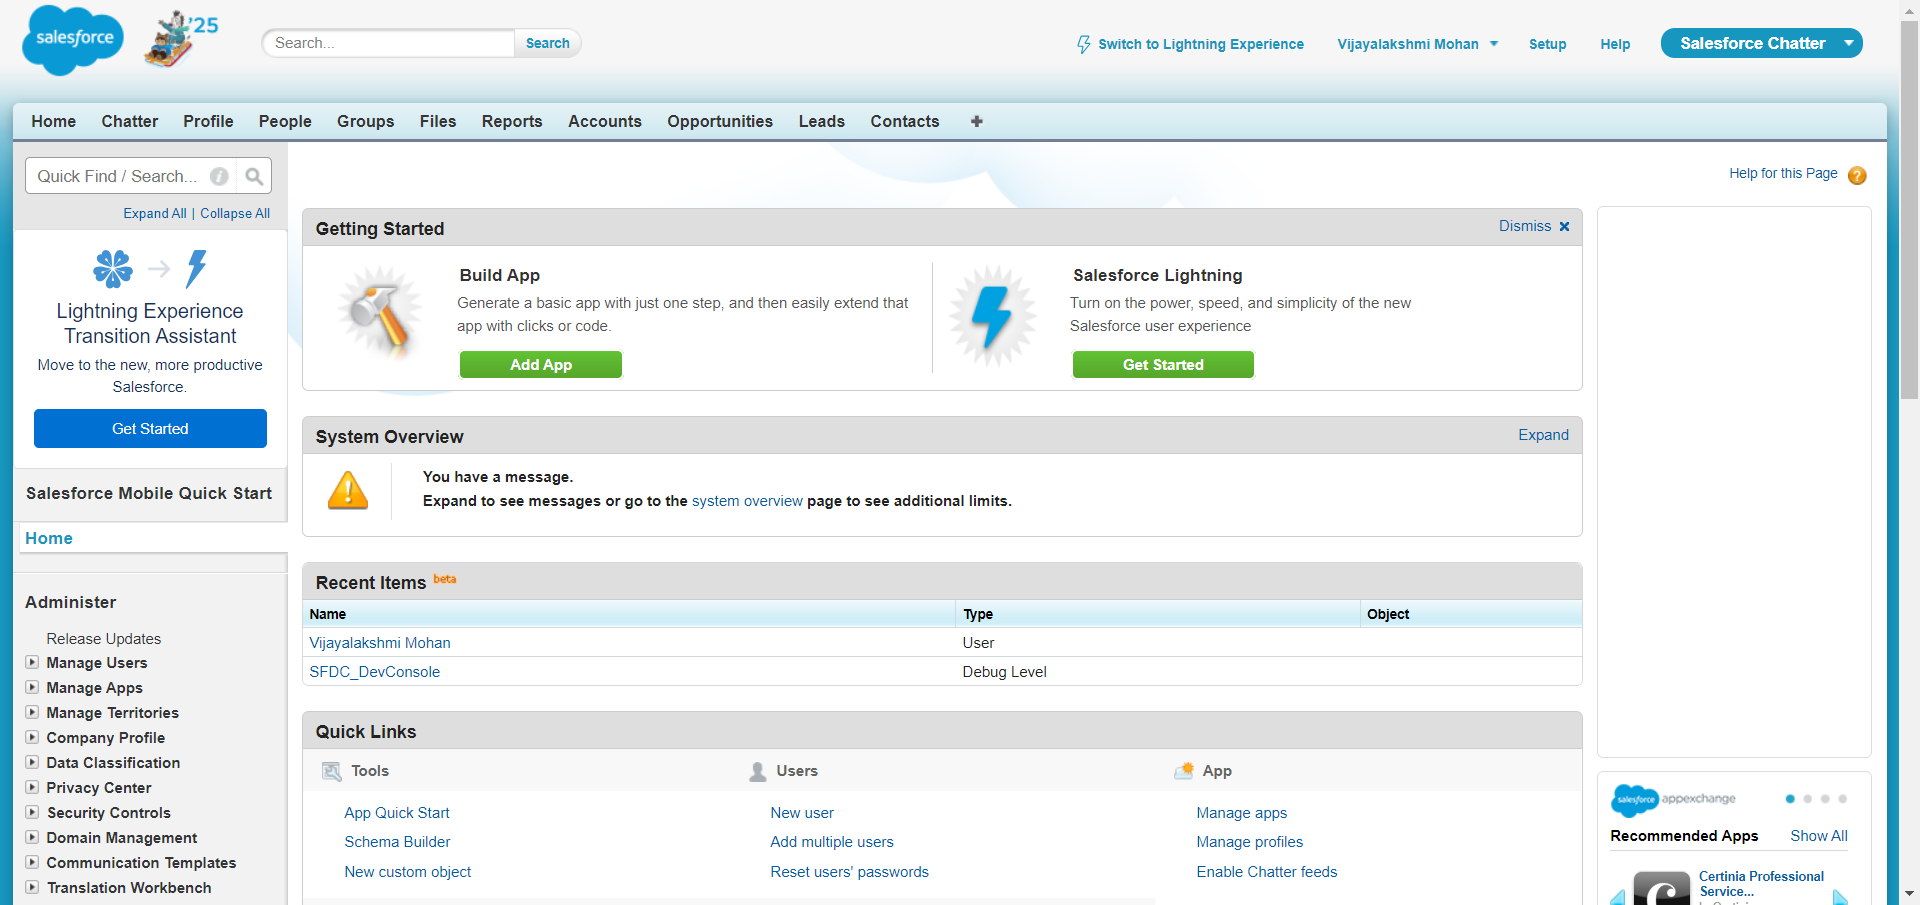 salesforce
'25
Search...
Search
Switch to Lightning Experience
Vijayalakshmi Mohan
Setup
Help
Salesforce Chatter
Home
Chatter
Profile
People
Groups
Files
Reports
Accounts
Opportunities
Leads
Contacts
Quick Find / Search...
Expand All | Collapse All
Lightning Experience
Transition Assistant
Move to the new, more productive
Salesforce.
Get Started
Salesforce Mobile Quick Start
Home
Administer
Release Updates
Manage Users
Manage Apps
Manage Territories
Company Profile
Data Classification
Privacy Center
Security Controls
Domain Management
Communication Templates
Translation Workbench
Help for this Page
Getting Started
Dismiss
Build App
Generate a basic app with just one step, and then easily extend that
app with clicks or code.
Add App
Salesforce Lightning
Turn on the power, speed, and simplicity of the new
Salesforce user experience
Get Started
System Overview
Expand
You have a message.
Expand to see messages or go to the system overview page to see additional limits.
Recent Items beta
Name
Type
Object
Vijayalakshmi Mohan
User
SFDC_DevConsole
Debug Level
Quick Links
Tools
Users
App
App Quick Start
New user
Manage apps
Schema Builder
Add multiple users
Manage profiles
New custom object
Reset users' passwords
Enable Chatter feeds
salesforce appexchange
Recommended Apps
Show All
Certinia Professional
Service...